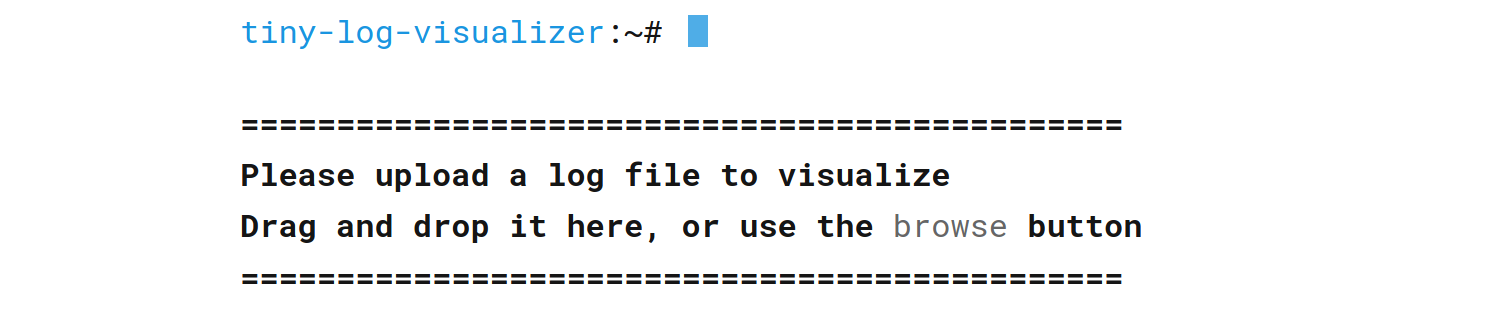 tiny-log-visualizer:~#
==============================================
Please upload a log file to visualize
Drag and drop it here, or use the browse button
==============================================